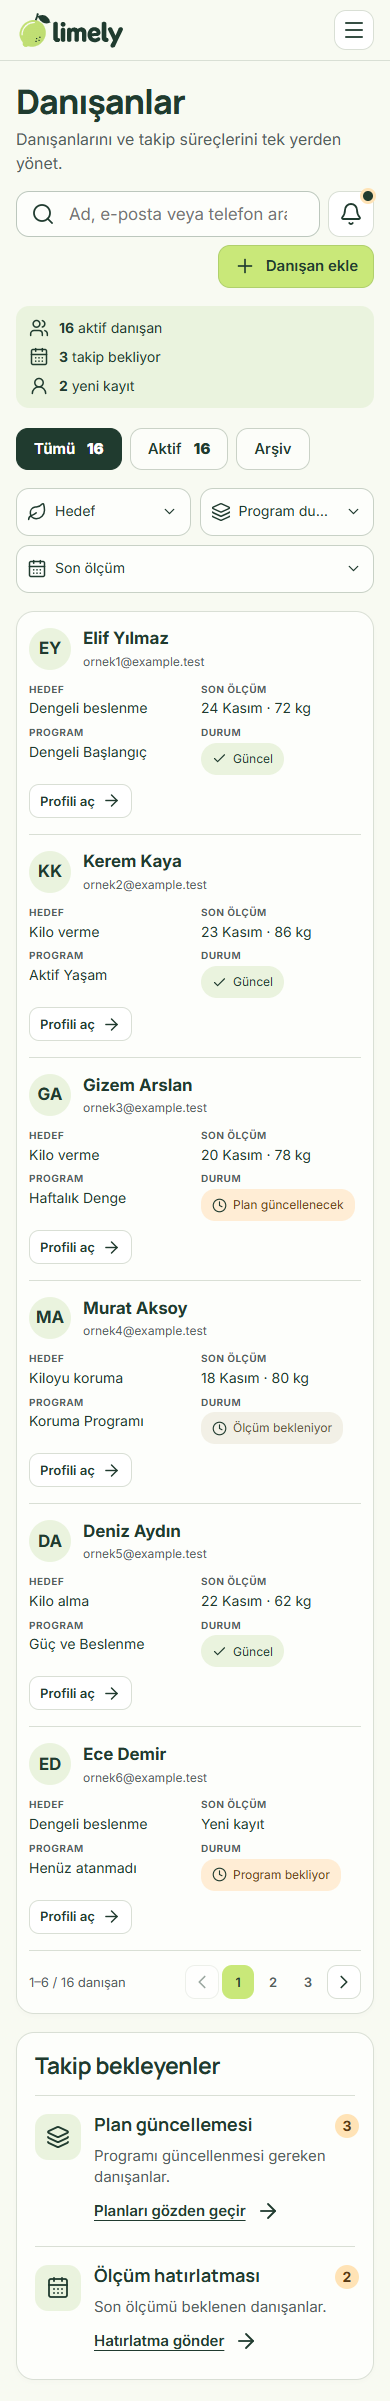 limely
Danışanlar
Danışanlarını ve takip süreçlerini tek yerden
yönet.
Ad, e-posta veya telefon ara
Danışan ekle
16 aktif danışan
3 takip bekliyor
2 yeni kayıt
Tümü 16 Aktif 16 Arşiv
Hedef Program du...
Son ölçüm
EY Elif Yılmaz
ornek1@example.test
HEDEF SON ÖLÇÜM
Dengeli beslenme 24 Kasım · 72 kg
PROGRAM DURUM
Dengeli Başlangıç Güncel
Profili aç
KK Kerem Kaya
ornek2@example.test
HEDEF SON ÖLÇÜM
Kilo verme 23 Kasım · 86 kg
PROGRAM DURUM
Aktif Yaşam Güncel
Profili aç
GA Gizem Arslan
ornek3@example.test
HEDEF SON ÖLÇÜM
Kilo verme 20 Kasım · 78 kg
PROGRAM DURUM
Haftalık Denge Plan güncellenecek
Profili aç
MA Murat Aksoy
ornek4@example.test
HEDEF SON ÖLÇÜM
Kiloyu koruma 18 Kasım · 80 kg
PROGRAM DURUM
Koruma Programı Ölçüm bekleniyor
Profili aç
DA Deniz Aydın
ornek5@example.test
HEDEF SON ÖLÇÜM
Kilo alma 22 Kasım · 62 kg
PROGRAM DURUM
Güç ve Beslenme Güncel
Profili aç
ED Ece Demir
ornek6@example.test
HEDEF SON ÖLÇÜM
Dengeli beslenme Yeni kayıt
PROGRAM DURUM
Henüz atanmadı Program bekliyor
Profili aç
1–6 / 16 danışan 1 2 3
Takip bekleyenler
Plan güncellemesi 3
Programı güncellenmesi gereken
danışanlar.
Planları gözden geçir
Ölçüm hatırlatması 2
Son ölçümü beklenen danışanlar.
Hatırlatma gönder